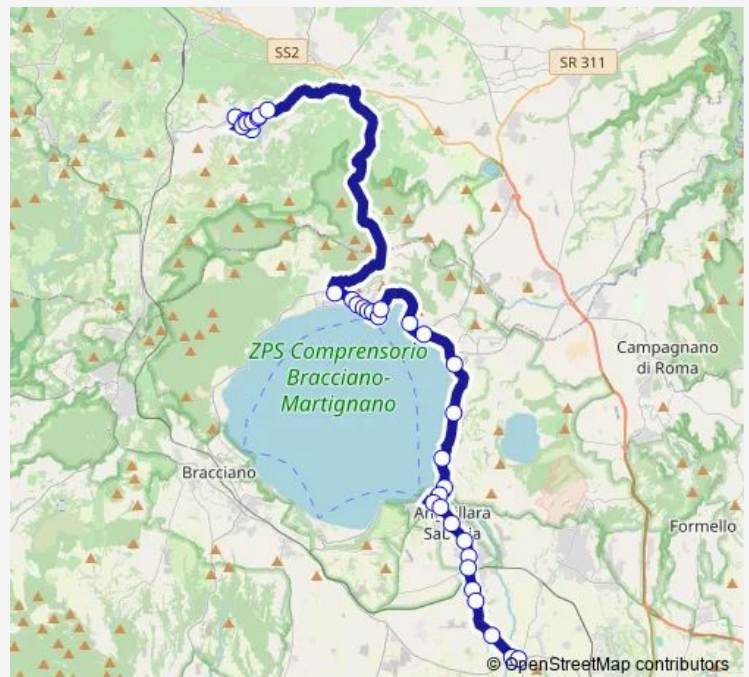 SS2
SR 311
ZPS Comprensorio
Bracciano-
Martignano
Campagnano
di Roma
Bracciano
Formello
© OpenStreetMap contributors